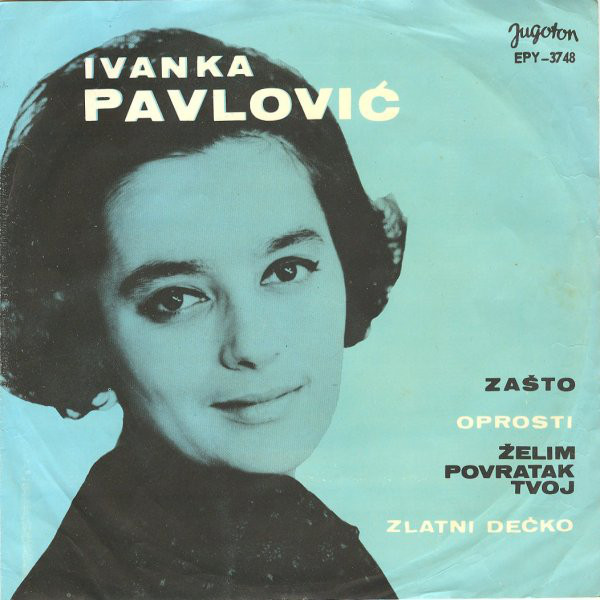 Jugoton
EPY-3748
IVANKA
PAVLOVIĆ
ZAŠTO
OPROSTI
ŽELIM
POVRATAK
TVOJ
ZLATNI DEČKO